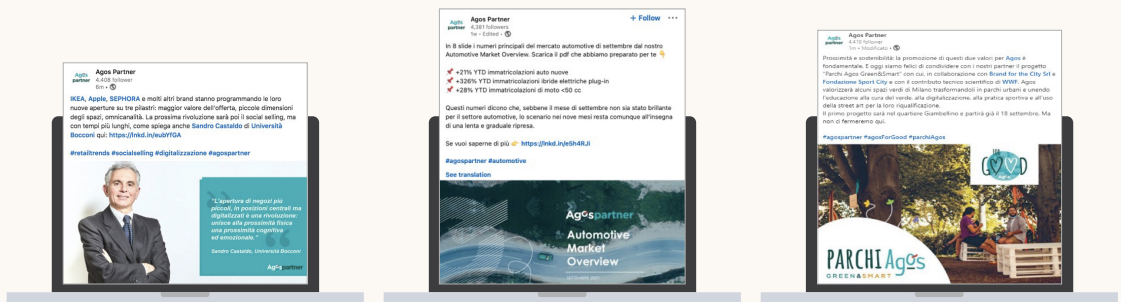 Agos partner
Agos Partner
4,408 follower
6m •
IKEA, Apple, SEPHORA e molti altri brand stanno programmando le loro
nuove aperture su tre pilastri: maggior valore dell'offerta, piccole dimensioni
degli spazi, omnicanalità. La prossima rivoluzione sarà poi il social selling, ma
con tempi più lunghi, come spiega anche Sandro Castaldo di Università
Bocconi qui: https://lnkd.in/eubYfGA
#retailtrends #socialselling #digitalizzazione #agospartner
"L'apertura di negozi più
piccoli, in posizioni centrali ma
digitalizzati è una rivoluzione:
unisce alla prossimità fisica
una prossimità cognitiva
ed emozionale."
Sandro Castaldo, Università Bocconi
Agospartner
Agos partner
Agos Partner
4,381 followers
1w • Edited •
+ Follow
In 8 slide i numeri principali del mercato automotive di settembre dal nostro
Automotive Market Overview. Scarica il pdf che abbiamo preparato per te 👇
📌 +21% YTD immatricolazioni auto nuove
📌 +326% YTD immatricolazioni ibride elettriche plug-in
📌 +28% YTD immatricolazioni di moto <50 cc
Questi numeri dicono che, sebbene il mese di settembre non sia stato brillante
per il settore automotive, lo scenario nei nove mesi resta comunque all'insegna
di una lenta e graduale ripresa.
Se vuoi saperne di più 👉 https://lnkd.in/e5h4RJi
#agospartner #automotive
See translation
Agospartner
Automotive
Market
Overview
Agos partner
Agos Partner
4.410 follower
1m • Modificato •
Prossimità e sostenibilità: la promozione di questi due valori per Agos è
fondamentale. E oggi siamo felici di condividere con i nostri partner il progetto
"Parchi Agos Green&Smart" con cui, in collaborazione con Brand for the City Srl e
Fondazione Sport City e con il contributo tecnico scientifico di WWF, Agos
valorizzerà alcuni spazi verdi di Milano trasformandoli in parchi urbani e unendo
l'educazione alla cura del verde, alla digitalizzazione, alla pratica sportiva e all'uso
della street art per la loro riqualificazione.
Il primo progetto sarà nel quartiere Giambellino e partirà già il 18 settembre. Ma
non ci fermeremo qui.
#agospartner #agosForGood #parchiAgos
GOOD
PARCHI Agos
GREEN&SMART